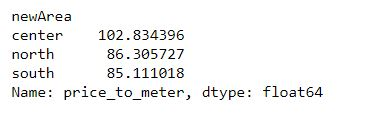 newArea
center    102.834396
north      86.305727
south      85.111018
Name: price_to_meter, dtype: float64